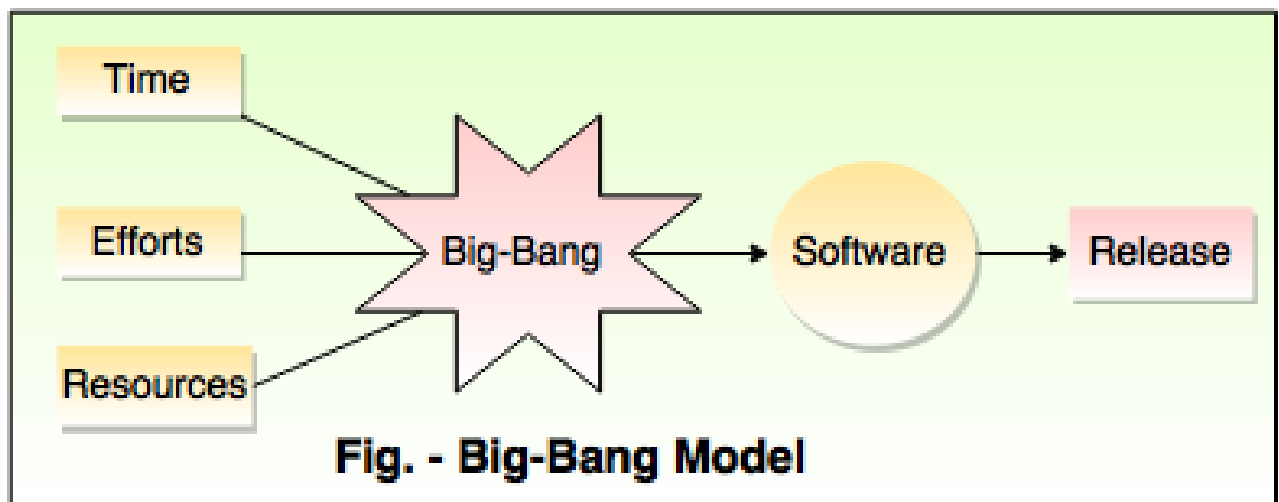 Time
Efforts
Resources
Big-Bang
Software
Release
Fig. - Big-Bang Model